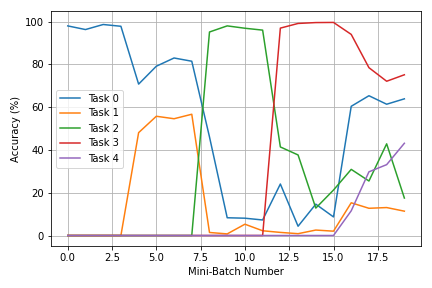 100
80
60
40
20
0
Accuracy (%)
Task 0
Task 1
Task 2
Task 3
Task 4
0.0 2.5 5.0 7.5 10.0 12.5 15.0 17.5
Mini-Batch Number